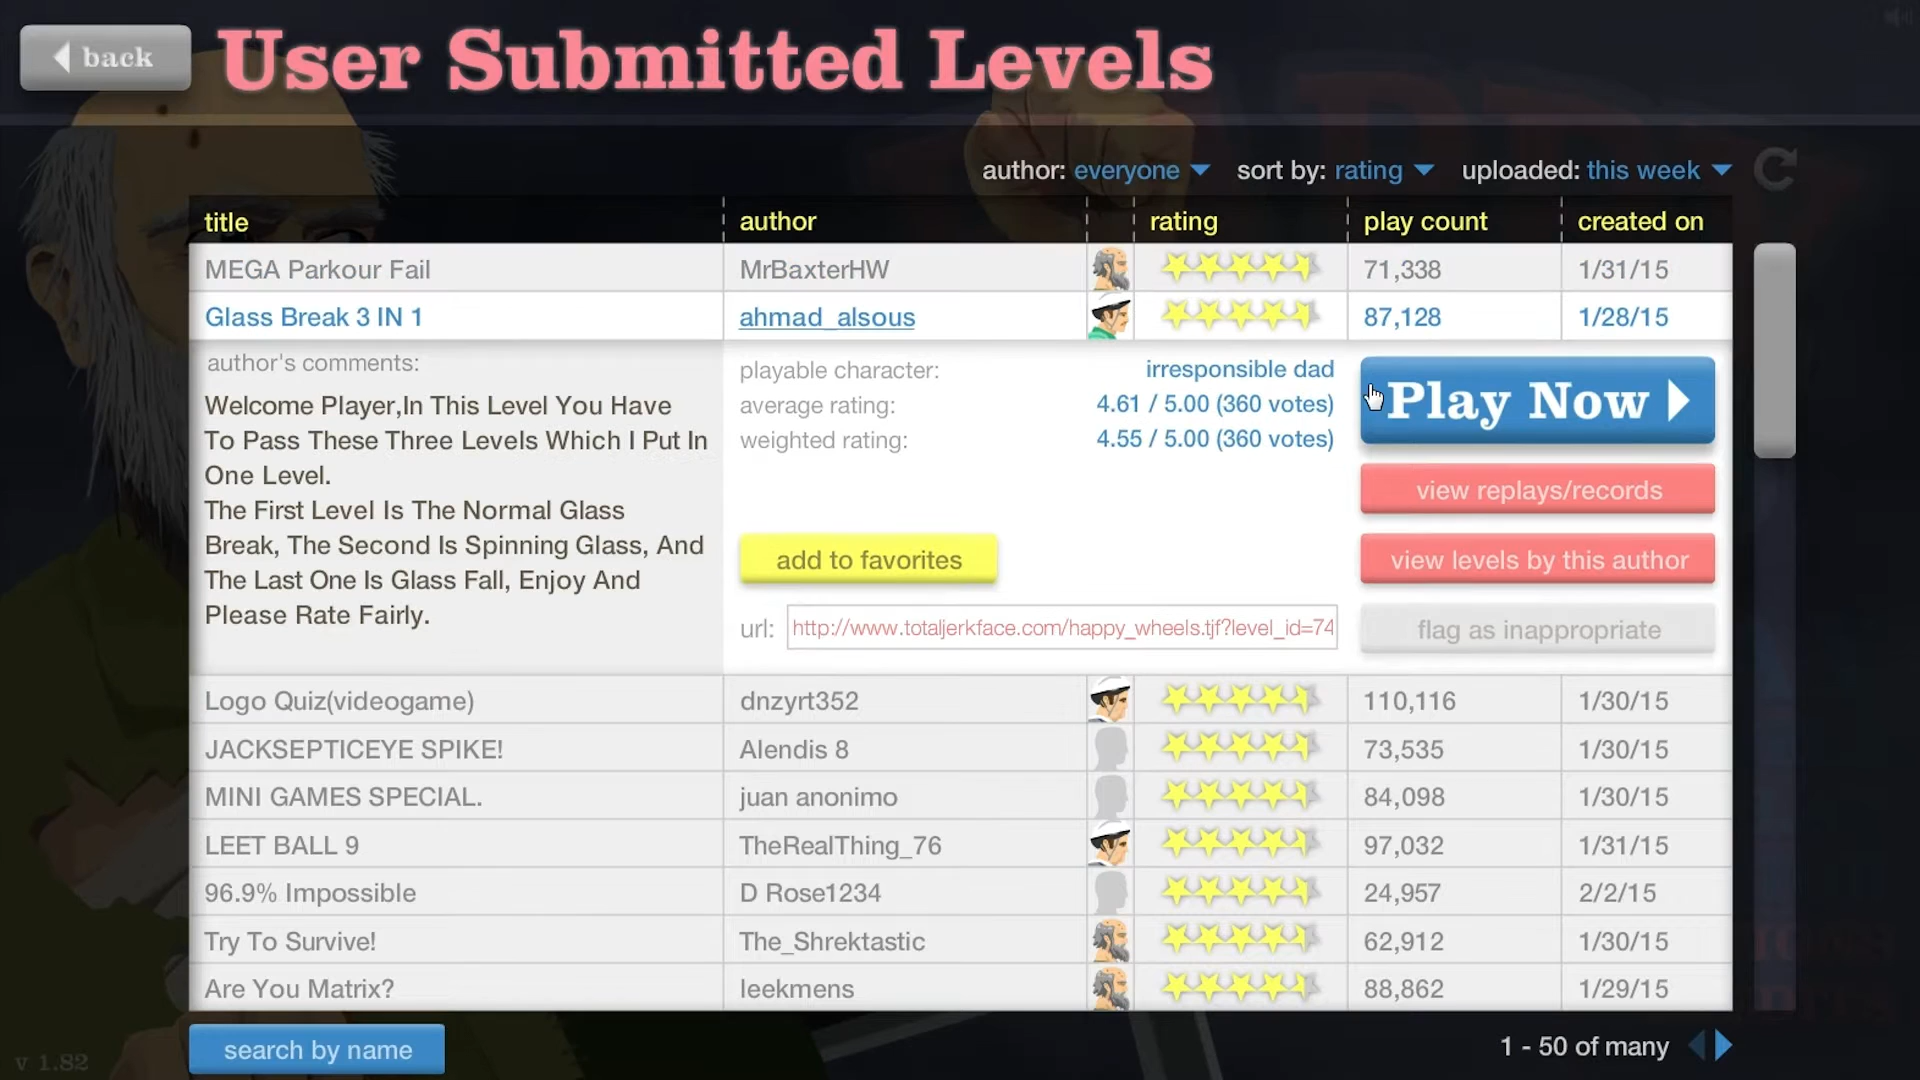 back
User Submitted Levels
author: everyone sort by: rating uploaded: this week
title author rating play count created on
MEGA Parkour Fail MrBaxterHW 71,338 1/31/15
Glass Break 3 IN 1 ahmad_alsous 87,128 1/28/15
author's comments:
Welcome Player,In This Level You Have
To Pass These Three Levels Which I Put In
One Level.
The First Level Is The Normal Glass
Break, The Second Is Spinning Glass, And
The Last One Is Glass Fall, Enjoy And
Please Rate Fairly.
playable character: irresponsible dad
average rating: 4.61 / 5.00 (360 votes)
weighted rating: 4.55 / 5.00 (360 votes)
add to favorites
url: http://www.totaljerkface.com/happy_wheels.tjf?level_id=74
Play Now
view replays/records
view levels by this author
flag as inappropriate
Logo Quiz(videogame) dnzyrt352 110,116 1/30/15
JACKSEPTICEYE SPIKE! Alendis 8 73,535 1/30/15
MINI GAMES SPECIAL. juan anonimo 84,098 1/30/15
LEET BALL 9 TheRealThing_76 97,032 1/31/15
96.9% Impossible D Rose1234 24,957 2/2/15
Try To Survive! The_Shrektastic 62,912 1/30/15
Are You Matrix? leekmens 88,862 1/29/15
search by name
1 - 50 of many
v 1.82